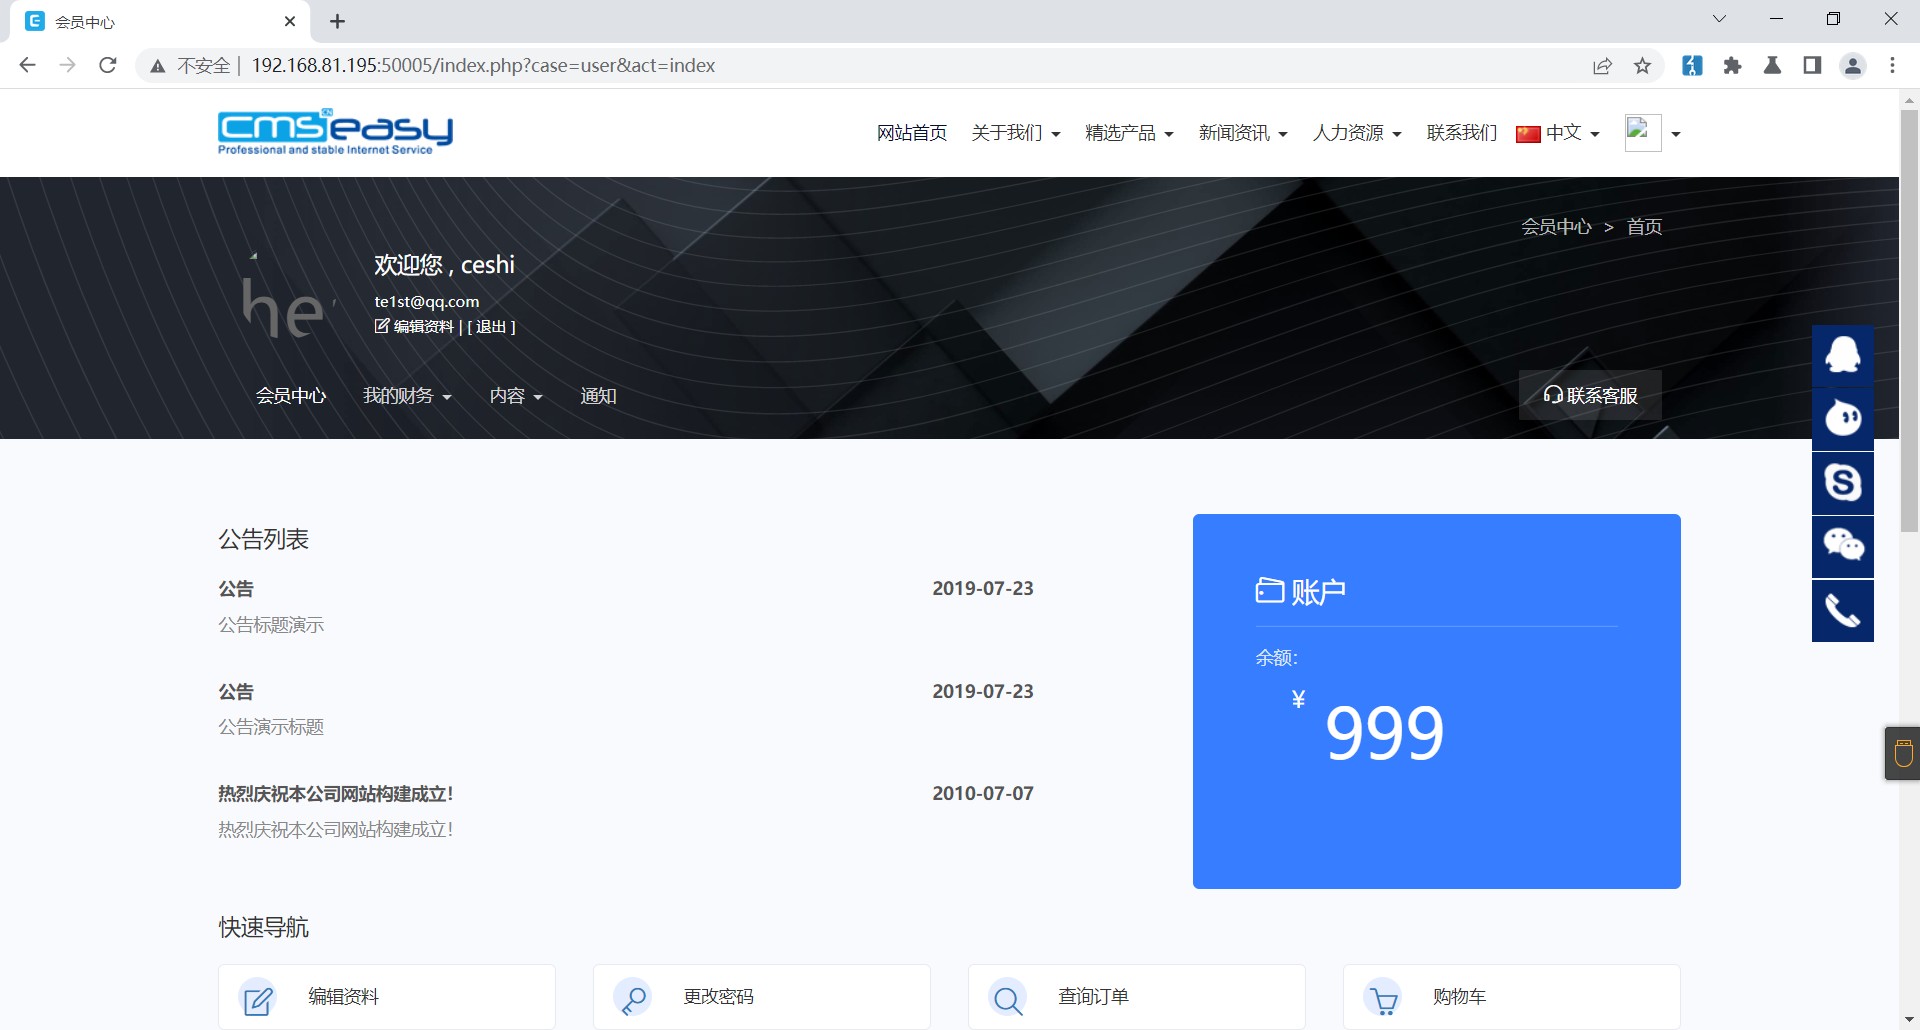 会员中心
不安全 | 192.168.81.195:50005/index.php?case=user&act=index
cmseasy CN
Professional and stable Internet Service
网站首页 关于我们 精选产品 新闻资讯 人力资源 联系我们 中文
会员中心 > 首页
he
欢迎您 , ceshi
te1st@qq.com
编辑资料 | [ 退出 ]
会员中心 我的财务 内容 通知
联系客服
公告列表
公告 2019-07-23
公告标题演示
公告 2019-07-23
公告演示标题
热烈庆祝本公司网站构建成立! 2010-07-07
热烈庆祝本公司网站构建成立!
账户
余额:
¥ 999
快速导航
编辑资料 更改密码 查询订单 购物车